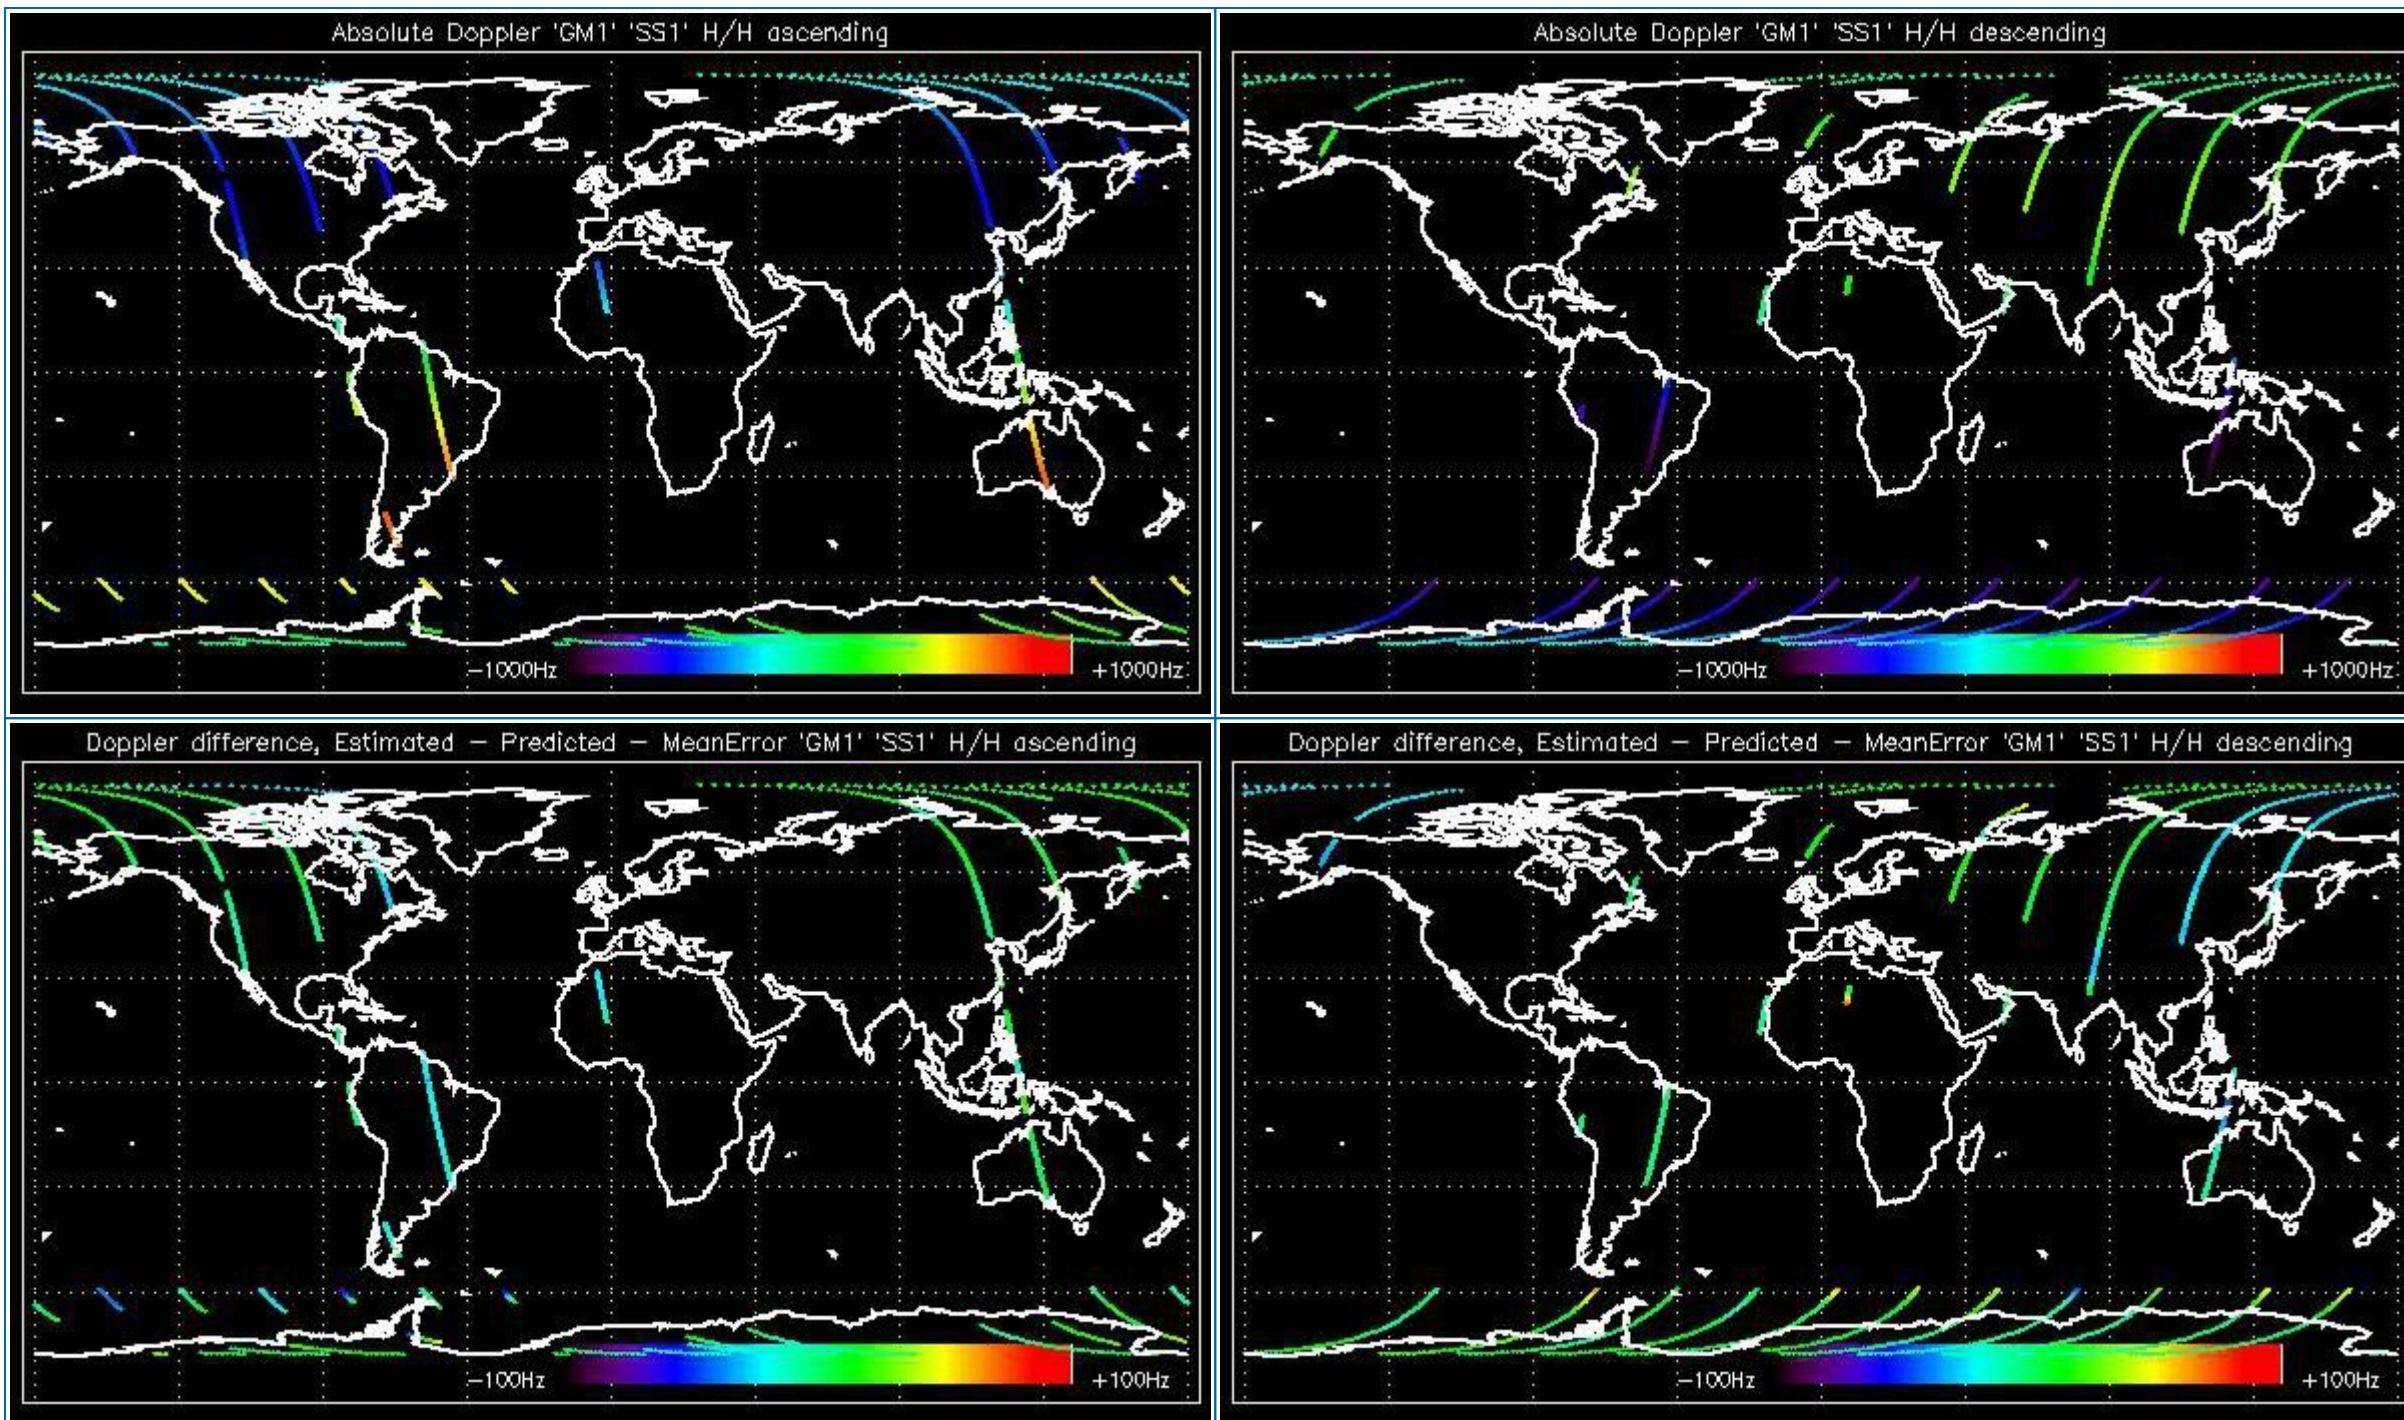 Absolute Doppler 'GM1' 'SS1' H/H ascending
−1000Hz
+1000Hz
Absolute Doppler 'GM1' 'SS1' H/H descending
−1000Hz
+1000Hz
Doppler difference, Estimated − Predicted − MeanError 'GM1' 'SS1' H/H ascending
−100Hz
+100Hz
Doppler difference, Estimated − Predicted − MeanError 'GM1' 'SS1' H/H descending
−100Hz
+100Hz